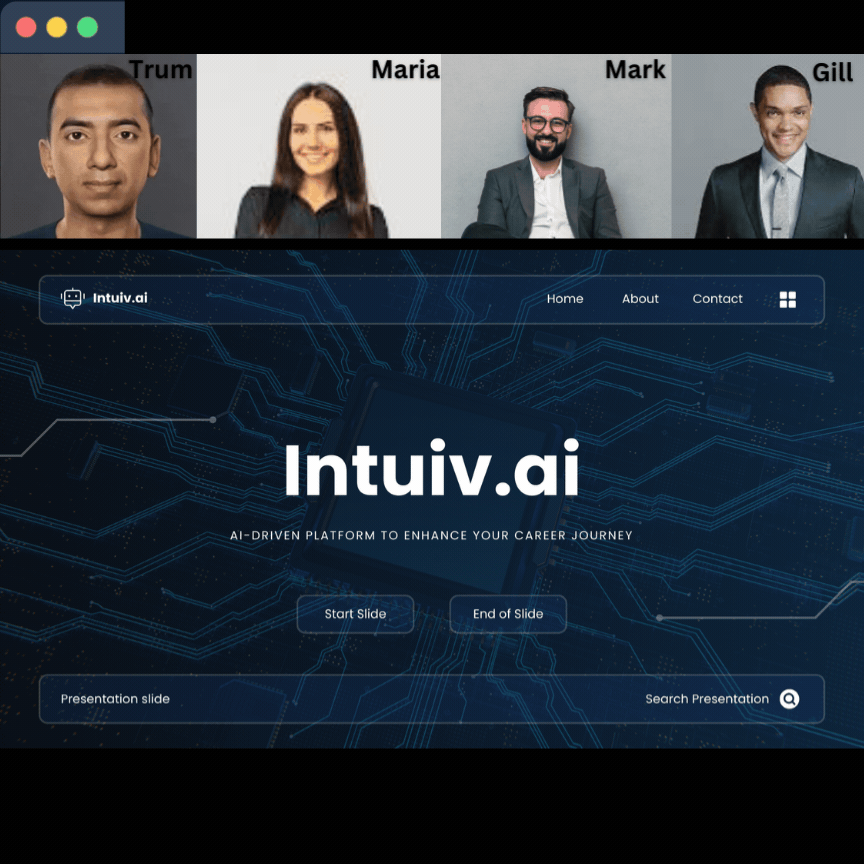 Trum Maria Mark Gill
Intuiv.ai Home About Contact
Intuiv.ai
AI-DRIVEN PLATFORM TO ENHANCE YOUR CAREER JOURNEY
Start Slide End of Slide
Presentation slide Search Presentation